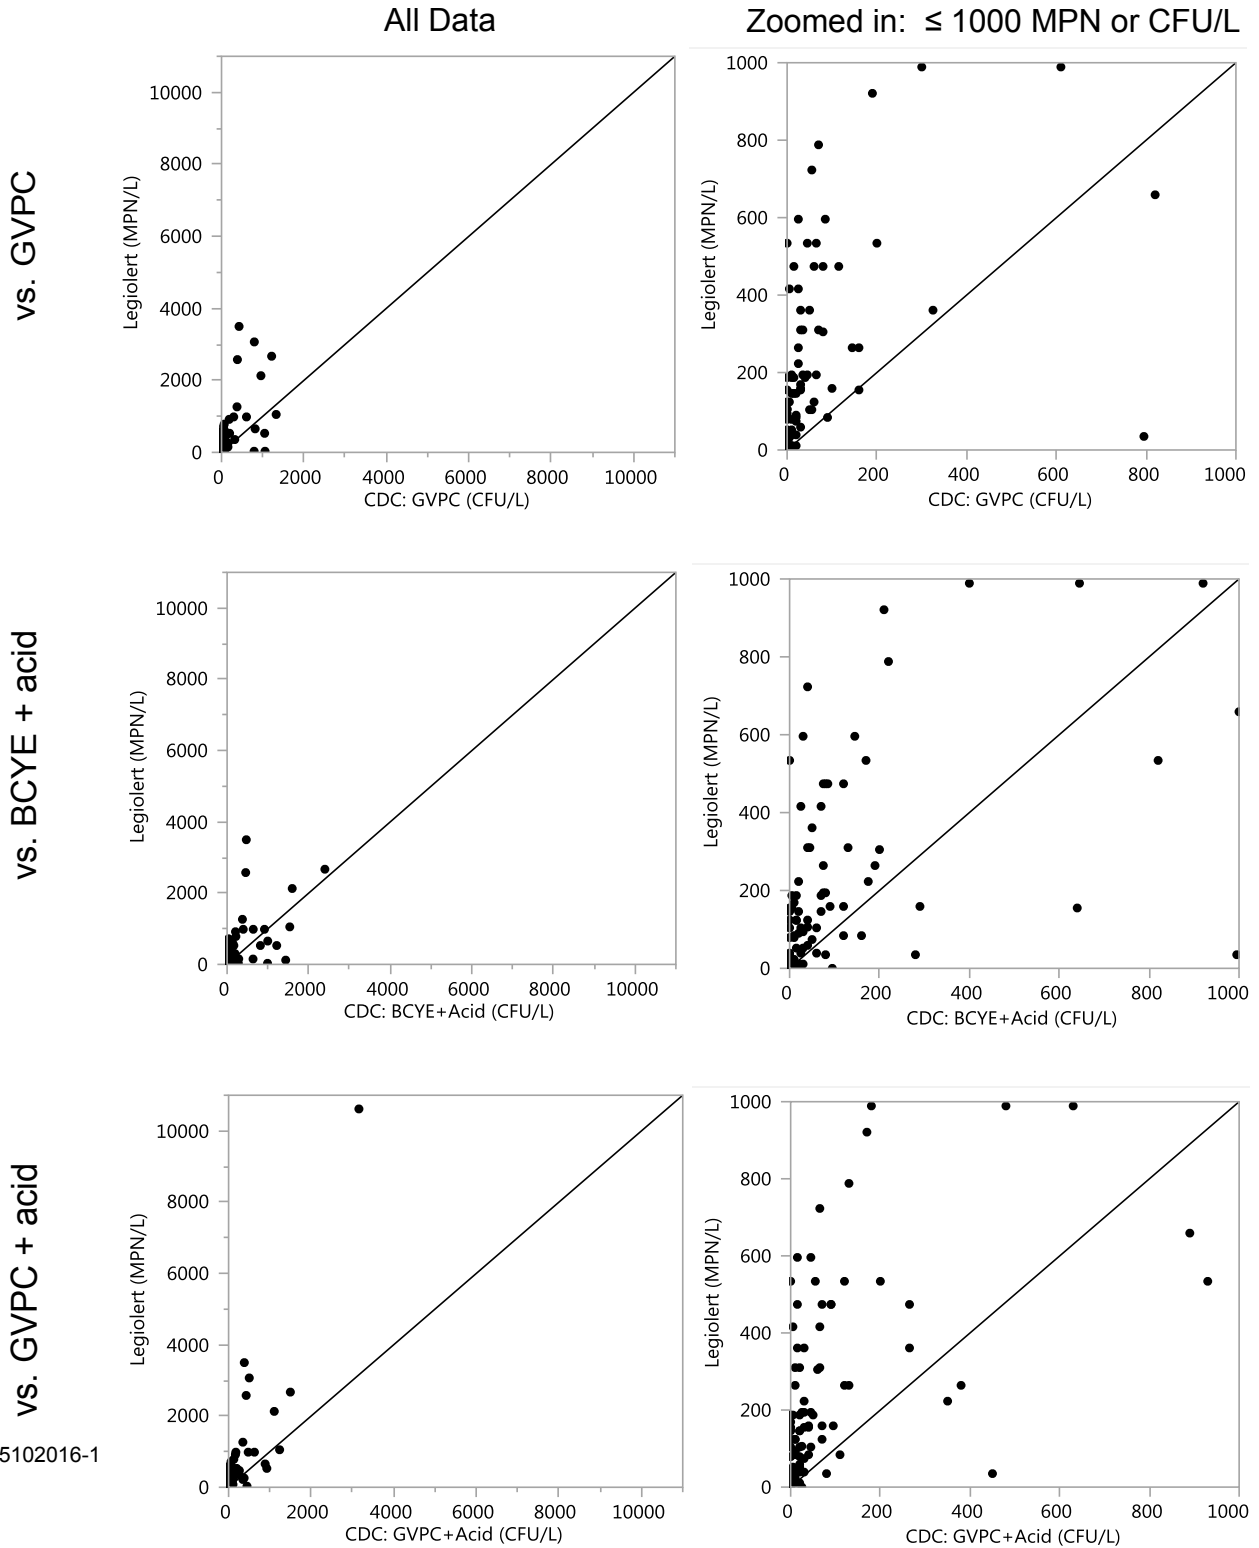 All Data
Zoomed in: ≤ 1000 MPN or CFU/L
vs. GVPC
Legiolert (MPN/L)
10000
8000
6000
4000
2000
0
0 2000 4000 6000 8000 10000
CDC: GVPC (CFU/L)
Legiolert (MPN/L)
1000
800
600
400
200
0
0 200 400 600 800 1000
CDC: GVPC (CFU/L)
vs. BCYE + acid
Legiolert (MPN/L)
10000
8000
6000
4000
2000
0
0 2000 4000 6000 8000 10000
CDC: BCYE+Acid (CFU/L)
Legiolert (MPN/L)
1000
800
600
400
200
0
0 200 400 600 800 1000
CDC: BCYE+Acid (CFU/L)
vs. GVPC + acid
Legiolert (MPN/L)
10000
8000
6000
4000
2000
0
0 2000 4000 6000 8000 10000
CDC: GVPC+Acid (CFU/L)
Legiolert (MPN/L)
1000
800
600
400
200
0
0 200 400 600 800 1000
CDC: GVPC+Acid (CFU/L)
5102016-1